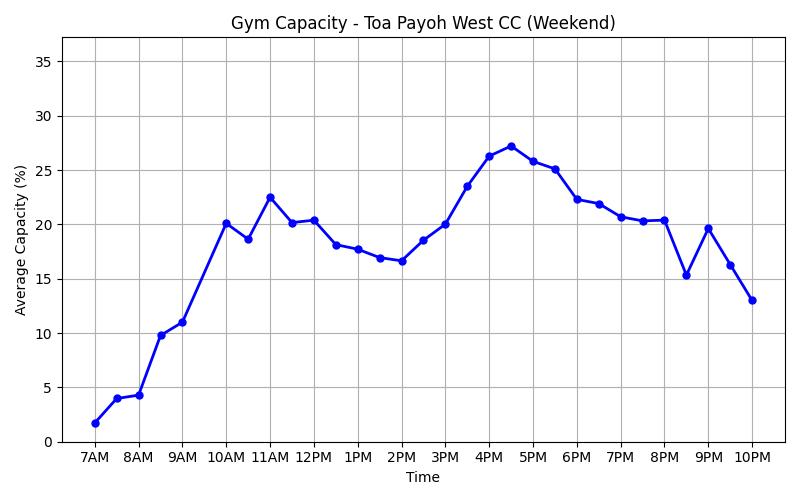 Gym Capacity - Toa Payoh West CC (Weekend)
Average Capacity (%)
35
30
25
20
15
10
5
0
7AM 8AM 9AM 10AM 11AM 12PM 1PM 2PM 3PM 4PM 5PM 6PM 7PM 8PM 9PM 10PM
Time